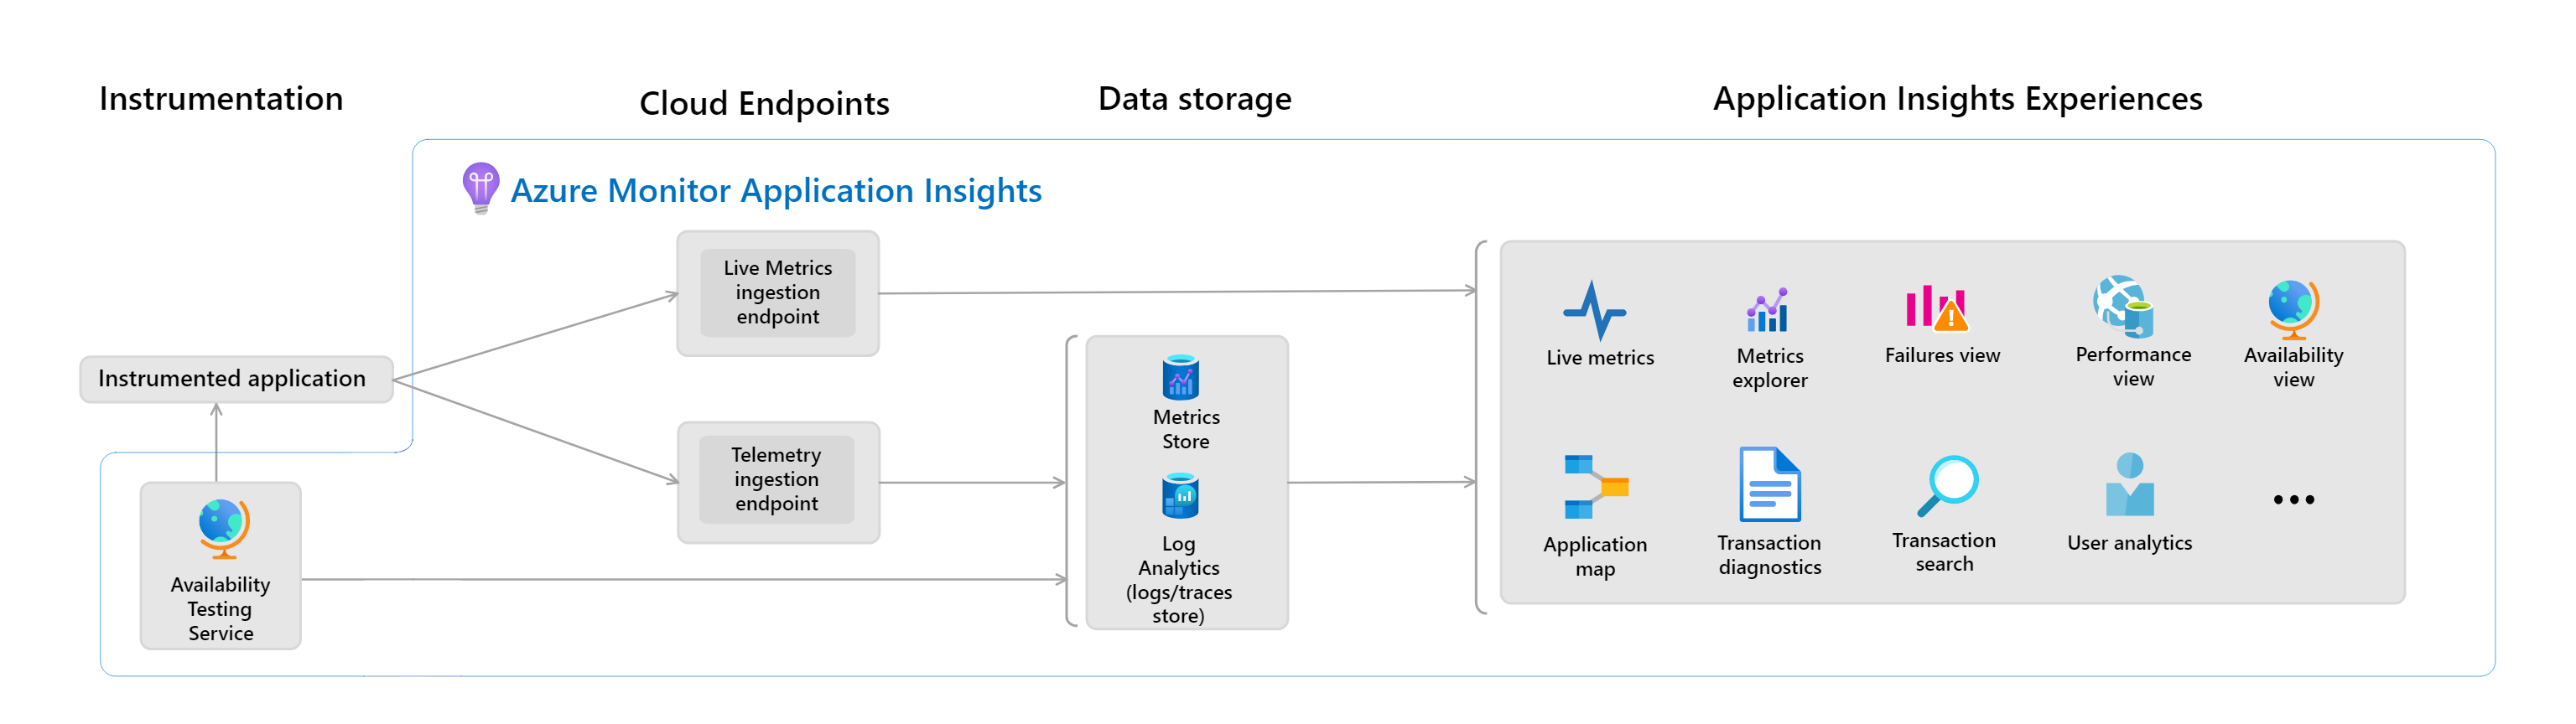 Instrumentation
Cloud Endpoints
Data storage
Application Insights Experiences
Azure Monitor Application Insights
Instrumented application
Availability
Testing
Service
Live Metrics
ingestion
endpoint
Telemetry
ingestion
endpoint
Metrics
Store
Log
Analytics
(logs/traces
store)
Live metrics
Metrics
explorer
Failures view
Performance
view
Availability
view
Application
map
Transaction
diagnostics
Transaction
search
User analytics
...